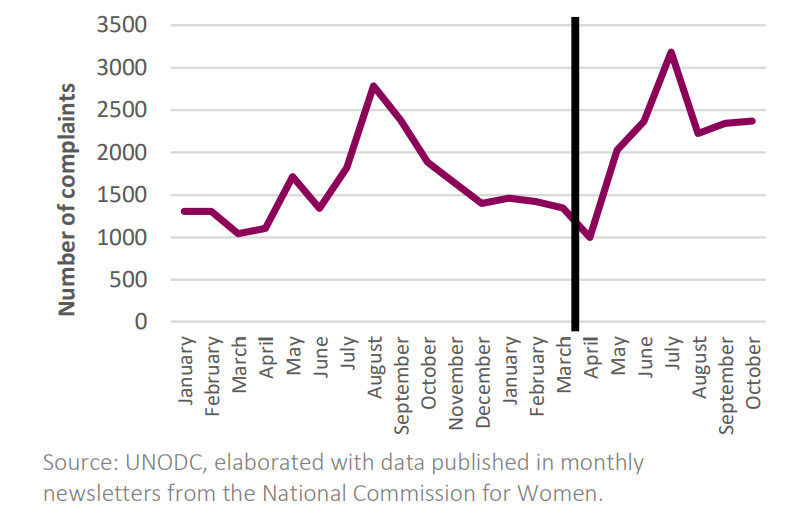 3500
3000
2500
2000
1500
1000
500
0
Number of complaints
January
February
March
April
May
June
July
August
September
October
November
December
January
February
March
April
May
June
July
August
September
October
Source: UNODC, elaborated with data published in monthly
newsletters from the National Commission for Women.